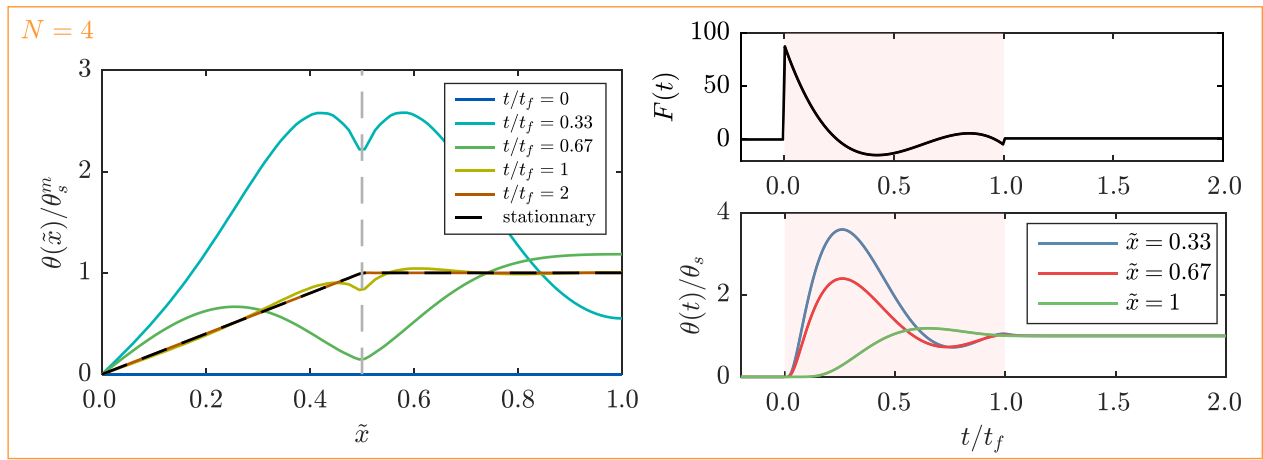 N = 4
3
2
1
0
θ(x̃)/θₛᵐ
0.0 0.2 0.4 0.6 0.8 1.0
x̃
t/t_f = 0
t/t_f = 0.33
t/t_f = 0.67
t/t_f = 1
t/t_f = 2
stationnary
100
50
0
F(t)
0.0 0.5 1.0 1.5 2.0
4
2
0
θ(t)/θₛ
x̃ = 0.33
x̃ = 0.67
x̃ = 1
0.0 0.5 1.0 1.5 2.0
t/t_f